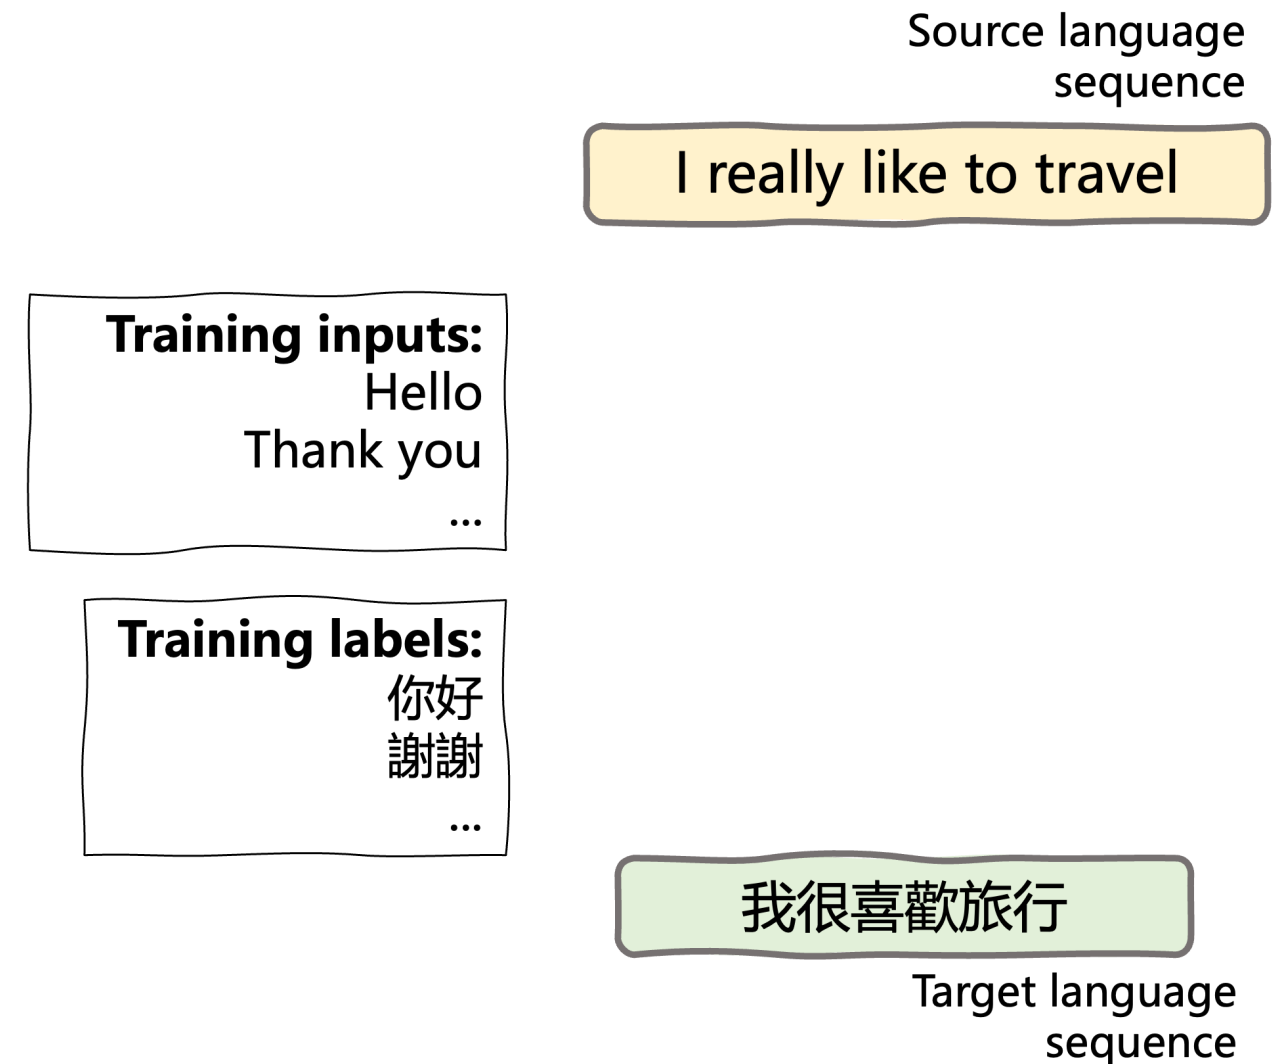 Source language
sequence
I really like to travel
Training inputs:
Hello
Thank you
...
Training labels:
你好
謝謝
...
我很喜歡旅行
Target language
sequence